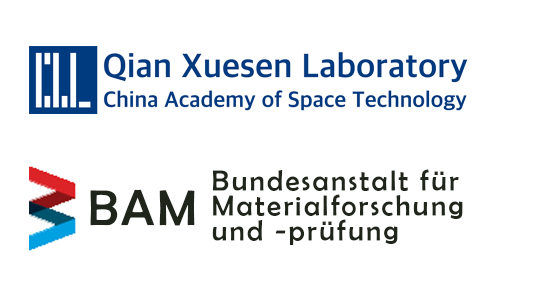 Qian Xuesen Laboratory
China Academy of Space Technology
BAM
Bundesanstalt für
Materialforschung
und -prüfung